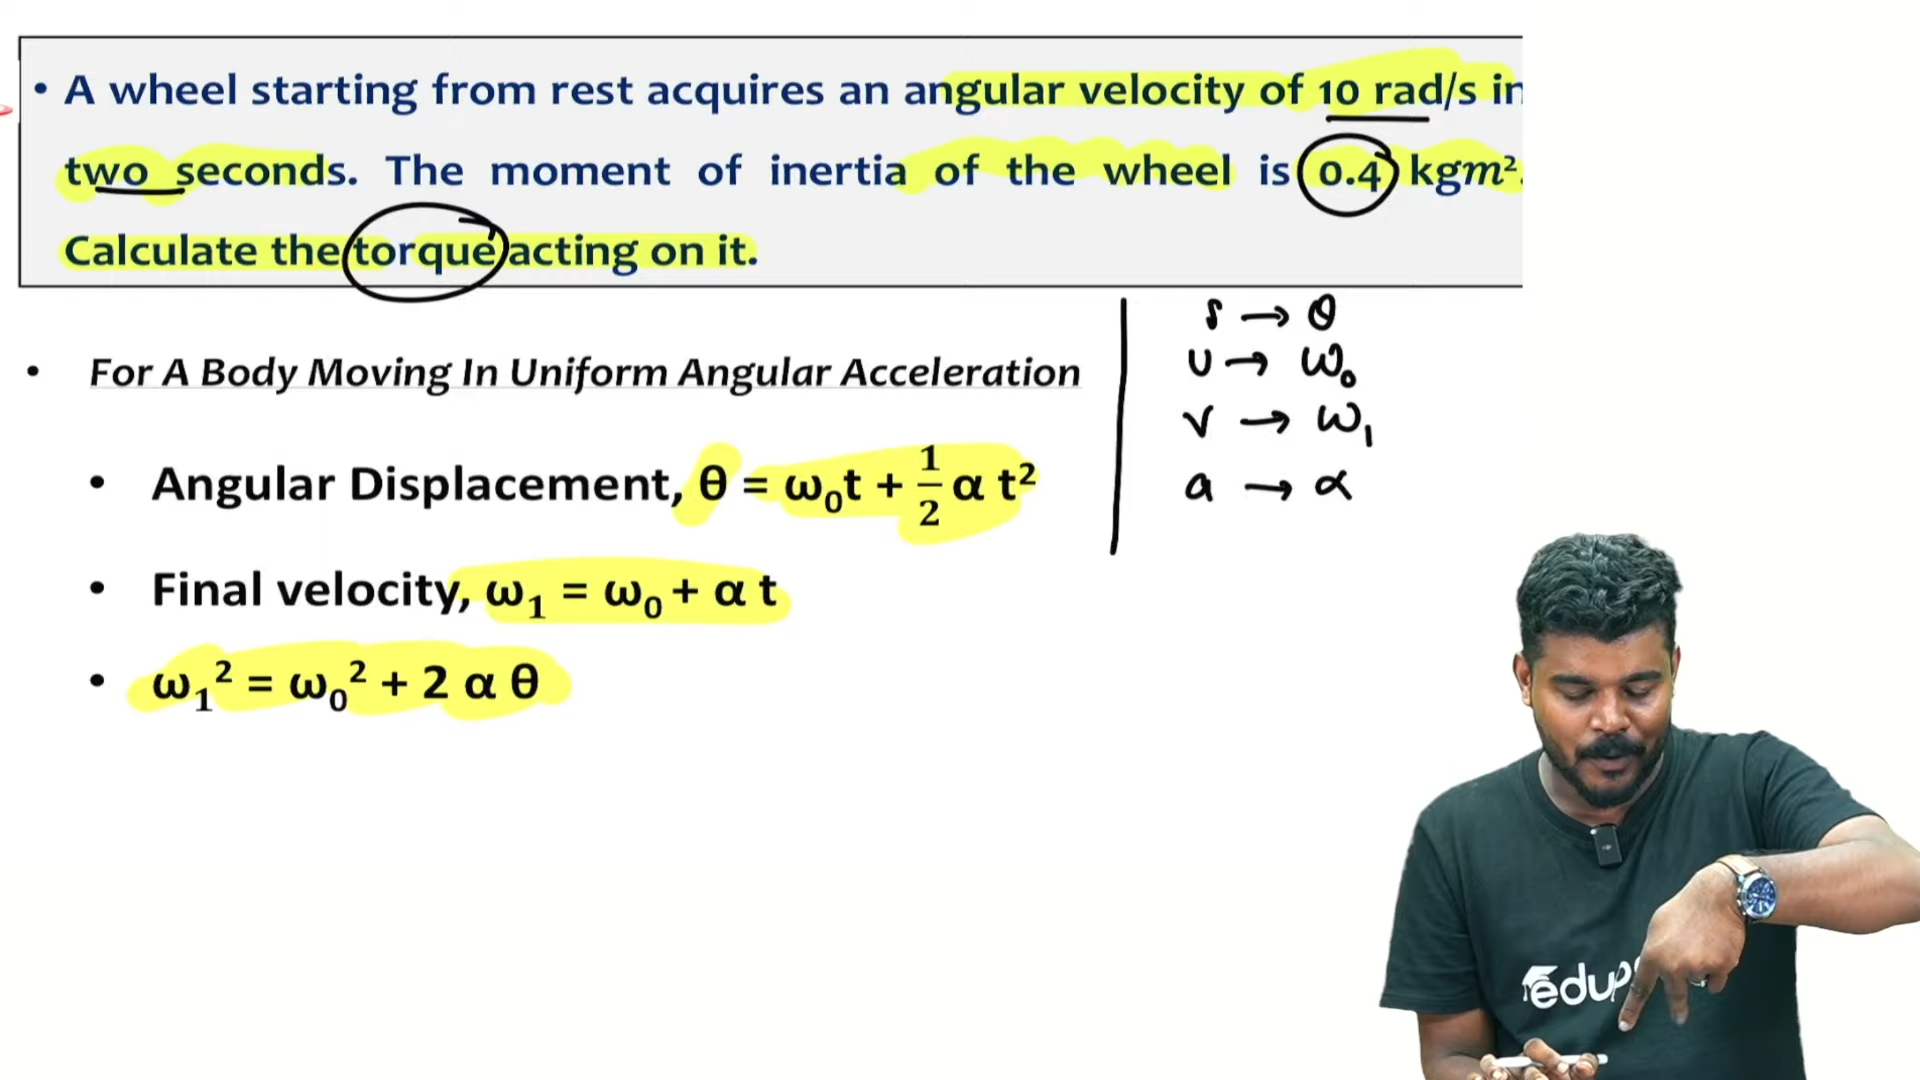 • A wheel starting from rest acquires an angular velocity of 10 rad/s in
two seconds. The moment of inertia of the wheel is 0.4 kgm².
Calculate the torque acting on it.
s → θ
u → ω₀
v → ω₁
a → α
• For A Body Moving In Uniform Angular Acceleration
• Angular Displacement, θ = ω₀t + 1/2 α t²
• Final velocity, ω₁ = ω₀ + α t
• ω₁² = ω₀² + 2 α θ